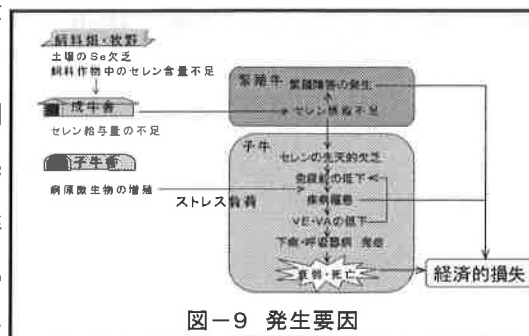 飼料畑・牧野
土壌のSe欠乏
飼料作物中のセレン含量不足
成牛舎
セレン給与量の不足
子牛舎
病原微生物の増殖
ストレス負荷
繁殖牛
繁殖障害の発生
セレン摂取不足
子牛
セレンの先天的欠乏
免疫能の低下
疾病罹患
VE・VAの低下
下痢・呼吸器病 発症
衰弱・死亡
経済的損失
図－9 発生要因